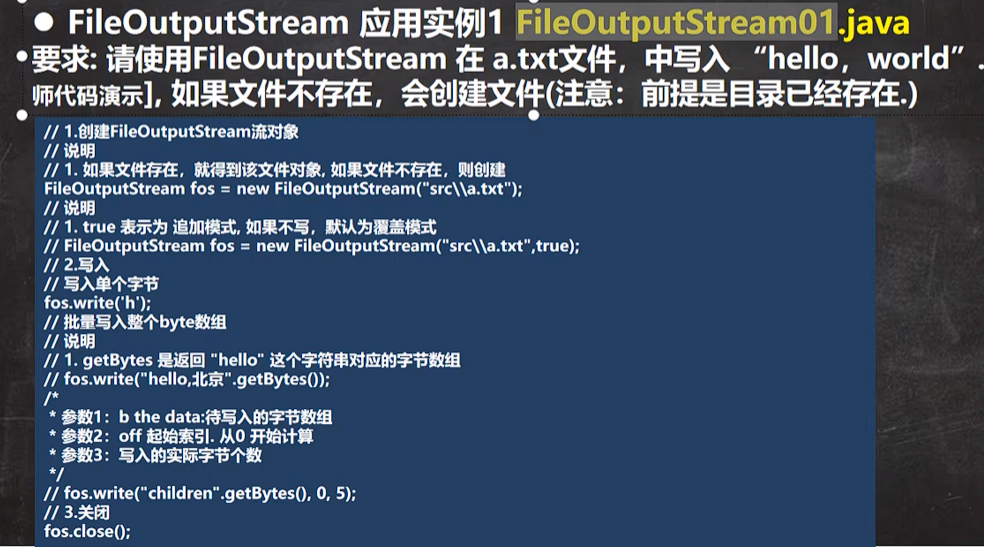 ● FileOutputStream 应用实例1 FileOutputStream01.java
•要求: 请使用FileOutputStream 在 a.txt文件，中写入 “hello，world”.
师代码演示], 如果文件不存在，会创建文件(注意：前提是目录已经存在.)
// 1.创建FileOutputStream流对象
// 说明
// 1. 如果文件存在，就得到该文件对象, 如果文件不存在，则创建
FileOutputStream fos = new FileOutputStream("src\\a.txt");
// 说明
// 1. true 表示为 追加模式, 如果不写，默认为覆盖模式
// FileOutputStream fos = new FileOutputStream("src\\a.txt",true);
// 2.写入
// 写入单个字节
fos.write('h');
// 批量写入整个byte数组
// 说明
// 1. getBytes 是返回 "hello" 这个字符串对应的字节数组
// fos.write("hello,北京".getBytes());
/*
* 参数1：b the data:待写入的字节数组
* 参数2：off 起始索引. 从0 开始计算
* 参数3：写入的实际字节个数
*/
// fos.write("children".getBytes(), 0, 5);
// 3.关闭
fos.close();